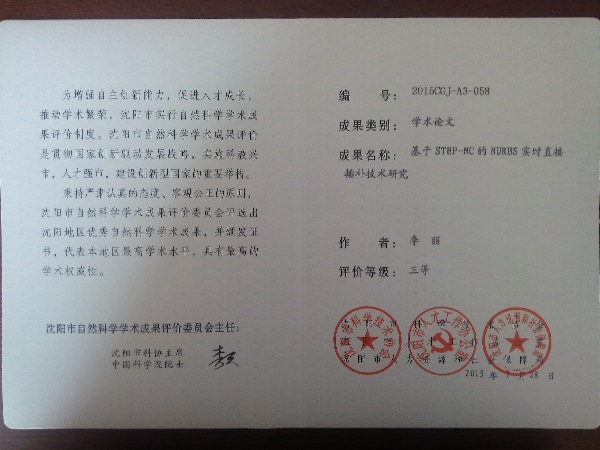 为增强自主创新能力，促进人才成长，
推动学术繁荣，沈阳市实行自然科学学术成
果评价制度。沈阳市自然科学学术成果评价
是贯彻国家创新驱动发展战略，实施科教兴
市，人才强市，建设创新型国家的重要举措。
秉持严肃认真的态度、客观公正的原则，
沈阳市自然科学学术成果评价委员会评选出
沈阳地区优秀自然科学学术成果，并颁发证
书，代表本地区最高学术水平，具有最高的
学术权威性。
沈阳市自然科学学术成果评价委员会主任：
沈阳市科协主席
中国科学院院士
编 号：2015CGJ-A3-058
成果类别：学术论文
成果名称：基于STEP-NC的NURBS实时直接
插补技术研究
作 者：李丽
评价等级：三等
2015 年 7 月 28 日